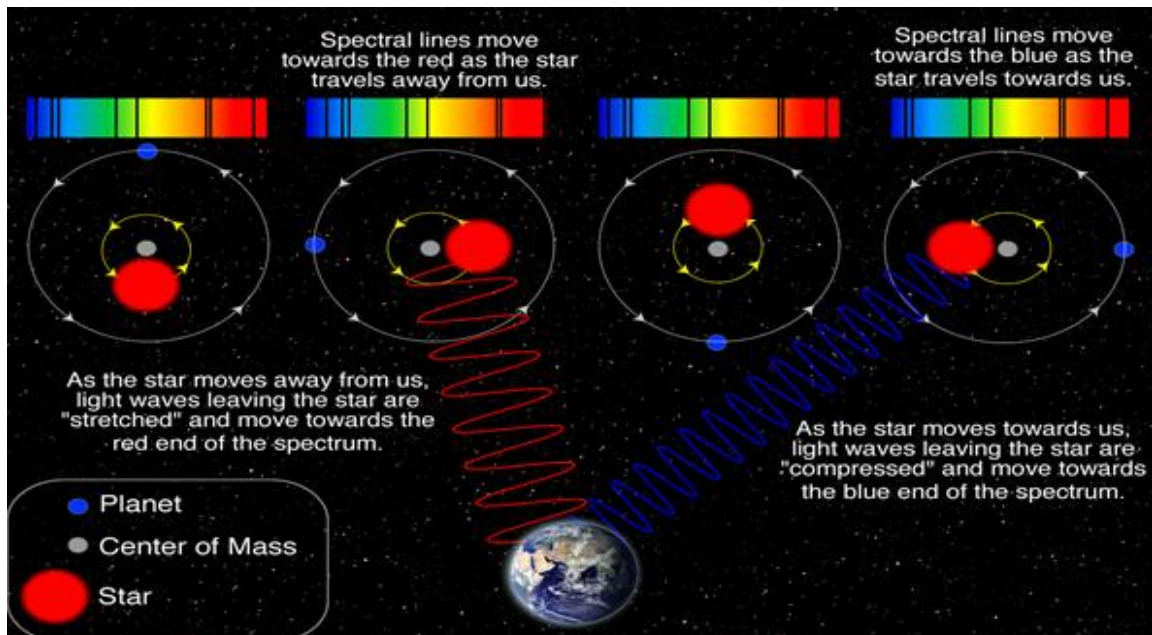 Spectral lines move
towards the red as the star
travels away from us.
Spectral lines move
towards the blue as the
star travels towards us.
As the star moves away from us,
light waves leaving the star are
"stretched" and move towards the
red end of the spectrum.
As the star moves towards us,
light waves leaving the star are
"compressed" and move towards
the blue end of the spectrum.
Planet
Center of Mass
Star